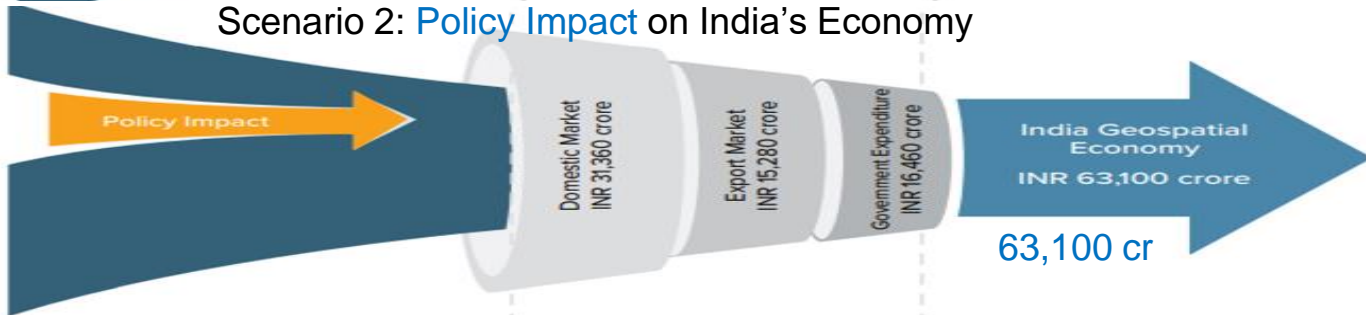 Scenario 2: Policy Impact on India's Economy
Policy Impact
Domestic Market
INR 31,360 crore
Export Market
INR 15,280 crore
Government Expenditure
INR 16,460 crore
India Geospatial
Economy
INR 63,100 crore
63,100 cr